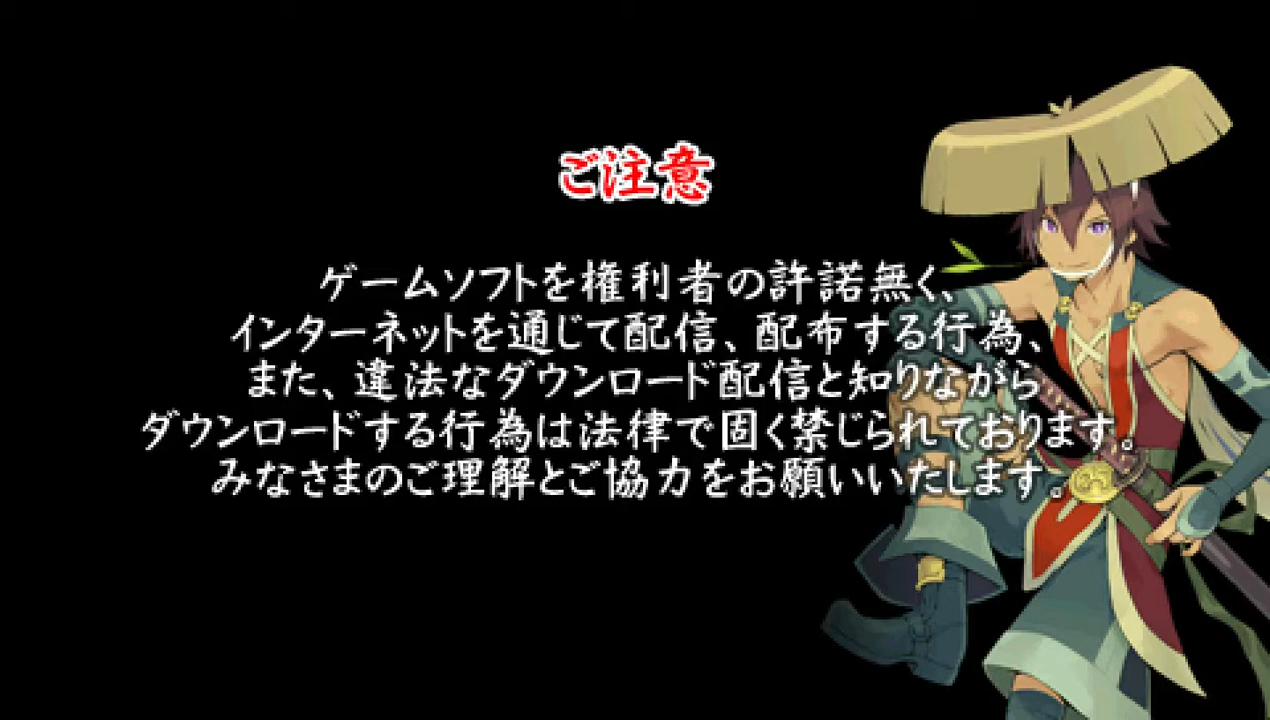 ご注意
ゲームソフトを権利者の許諾無く、
インターネットを通じて配信、配布する行為、
また、違法なダウンロード配信と知りながら
ダウンロードする行為は法律で固く禁じられております。
みなさまのご理解とご協力をお願いいたします。